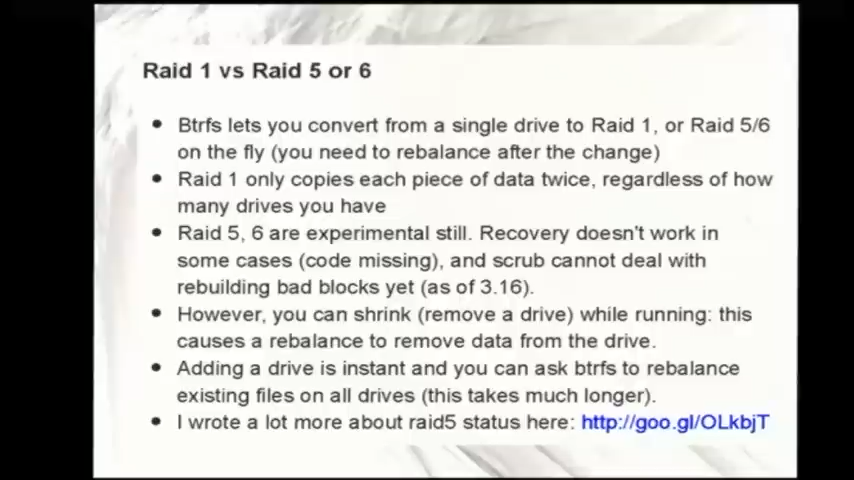 Raid 1 vs Raid 5 or 6
• Btrfs lets you convert from a single drive to Raid 1, or Raid 5/6
on the fly (you need to rebalance after the change)
• Raid 1 only copies each piece of data twice, regardless of how
many drives you have
• Raid 5, 6 are experimental still. Recovery doesn't work in
some cases (code missing), and scrub cannot deal with
rebuilding bad blocks yet (as of 3.16).
• However, you can shrink (remove a drive) while running: this
causes a rebalance to remove data from the drive.
• Adding a drive is instant and you can ask btrfs to rebalance
existing files on all drives (this takes much longer).
• I wrote a lot more about raid5 status here: http://goo.gl/OLkbjT